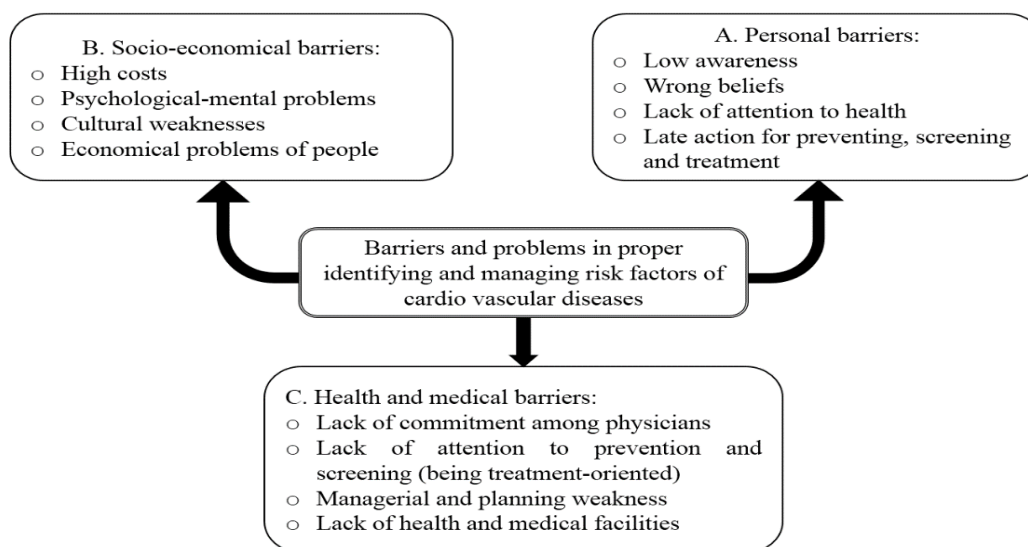 B. Socio-economical barriers:
o High costs
o Psychological-mental problems
o Cultural weaknesses
o Economical problems of people
A. Personal barriers:
o Low awareness
o Wrong beliefs
o Lack of attention to health
o Late action for preventing, screening
and treatment
Barriers and problems in proper
identifying and managing risk factors of
cardio vascular diseases
C. Health and medical barriers:
o Lack of commitment among physicians
o Lack of attention to prevention and
screening (being treatment-oriented)
o Managerial and planning weakness
o Lack of health and medical facilities